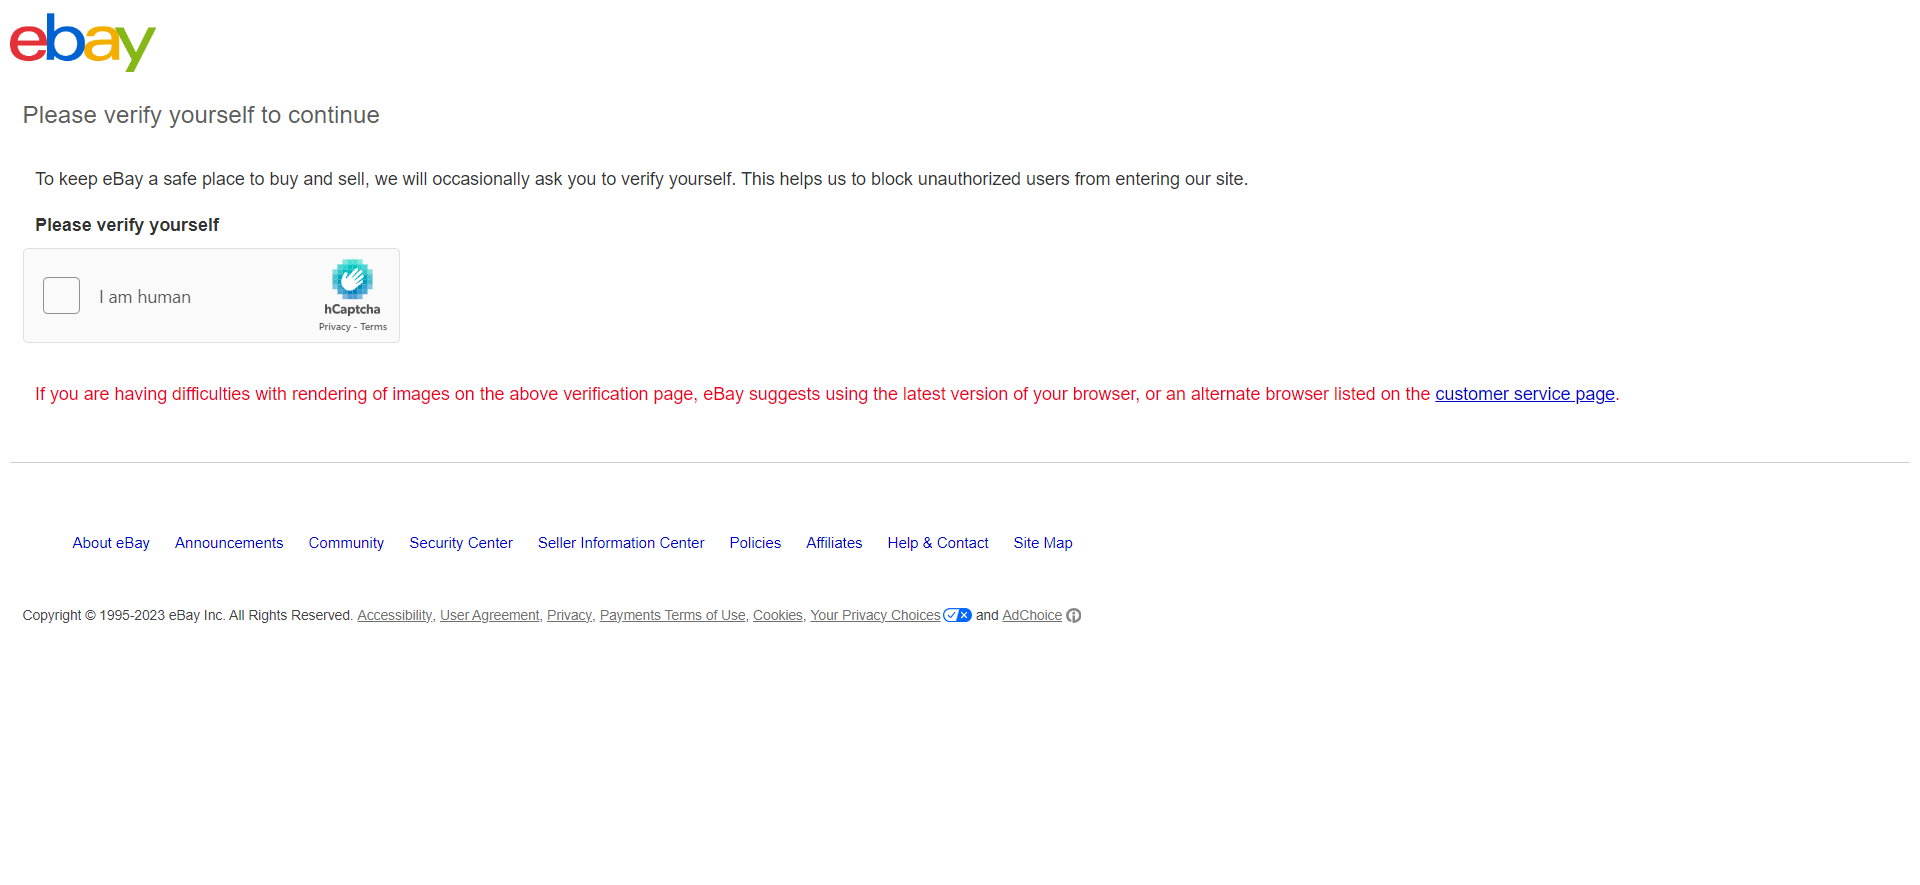 ebay
Please verify yourself to continue
To keep eBay a safe place to buy and sell, we will occasionally ask you to verify yourself. This helps us to block unauthorized users from entering our site.
Please verify yourself
I am human
hCaptcha
Privacy - Terms
If you are having difficulties with rendering of images on the above verification page, eBay suggests using the latest version of your browser, or an alternate browser listed on the customer service page.
About eBay Announcements Community Security Center Seller Information Center Policies Affiliates Help & Contact Site Map
Copyright © 1995-2023 eBay Inc. All Rights Reserved. Accessibility, User Agreement, Privacy, Payments Terms of Use, Cookies, Your Privacy Choices and AdChoice